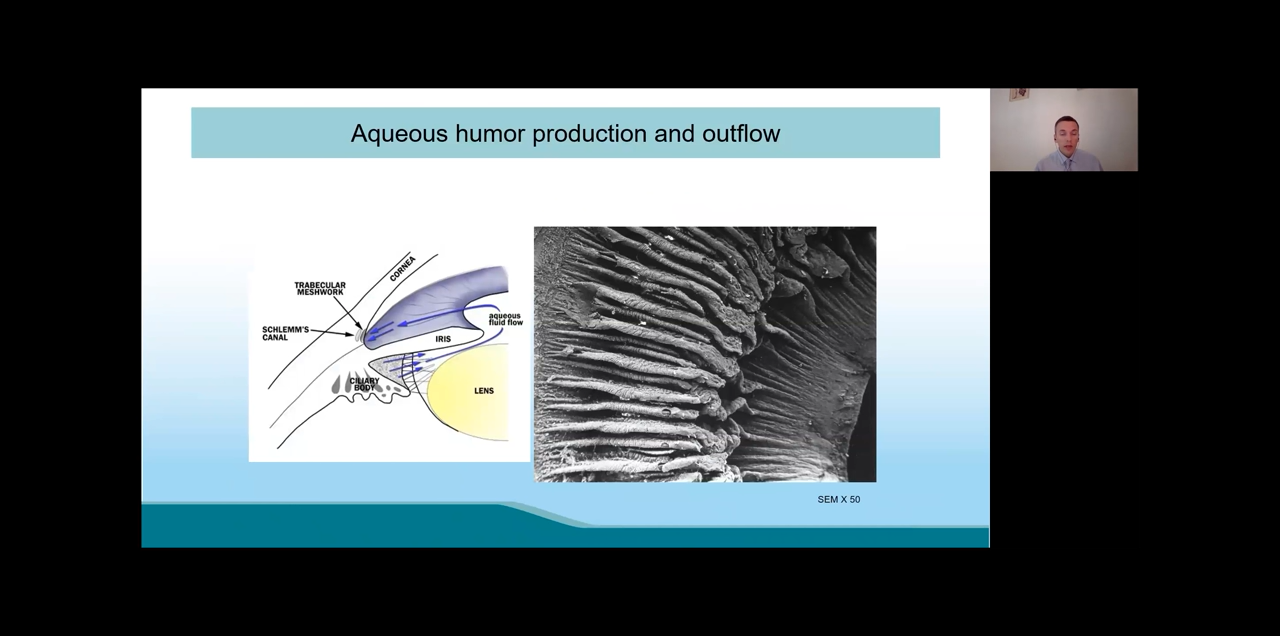 Aqueous humor production and outflow
CORNEA
TRABECULAR
MESHWORK
SCHLEMM'S
CANAL
aqueous
fluid flow
IRIS
CILIARY
BODY
LENS
SEM X 50